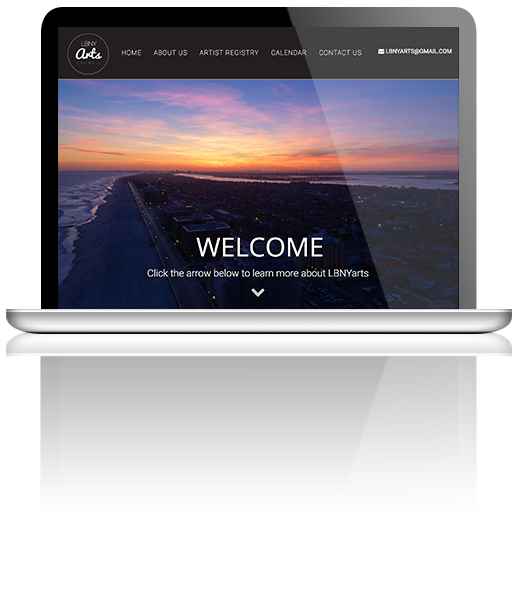 LBNY
Arts
COUNCIL
HOME ABOUT US ARTIST REGISTRY CALENDAR CONTACT US LBNYARTS@GMAIL.COM
WELCOME
Click the arrow below to learn more about LBNYarts